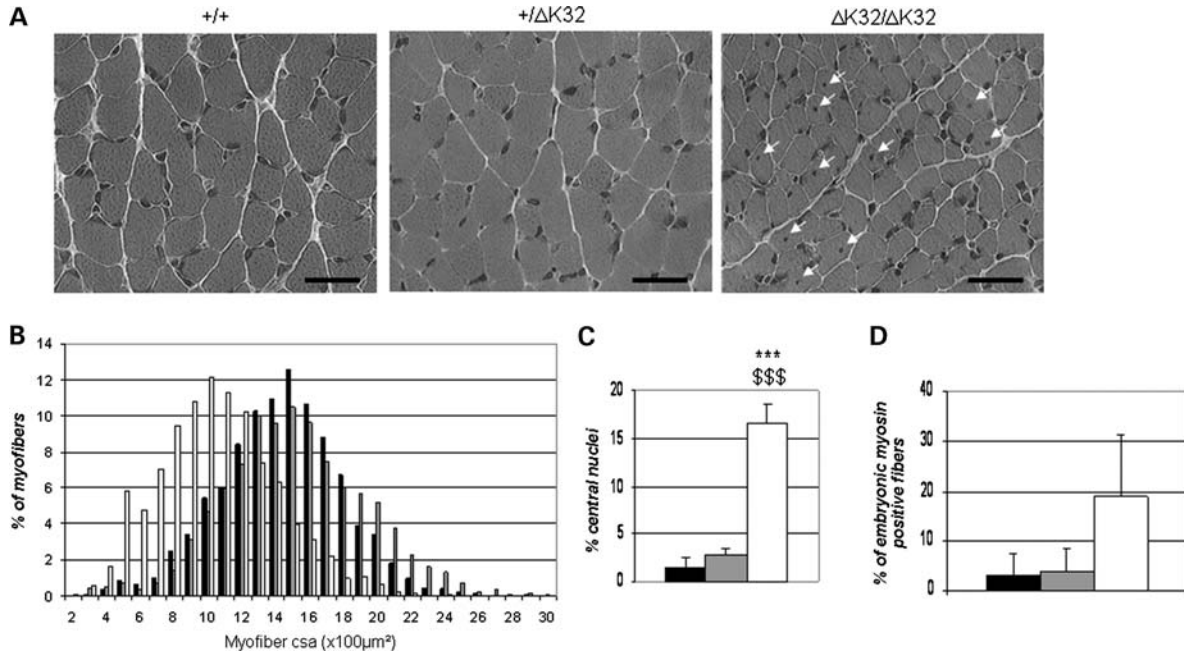 A
+/+
+/ΔK32
ΔK32/ΔK32
B
% of myofibers
14
12
10
8
6
4
2
0
2 4 6 8 10 12 14 16 18 20 22 24 26 28 30
Myofiber csa (x100µm²)
C
***
$$$
% central nuclei
20
15
10
5
0
D
% of embryonic myosin
positive fibers
40
30
20
10
0